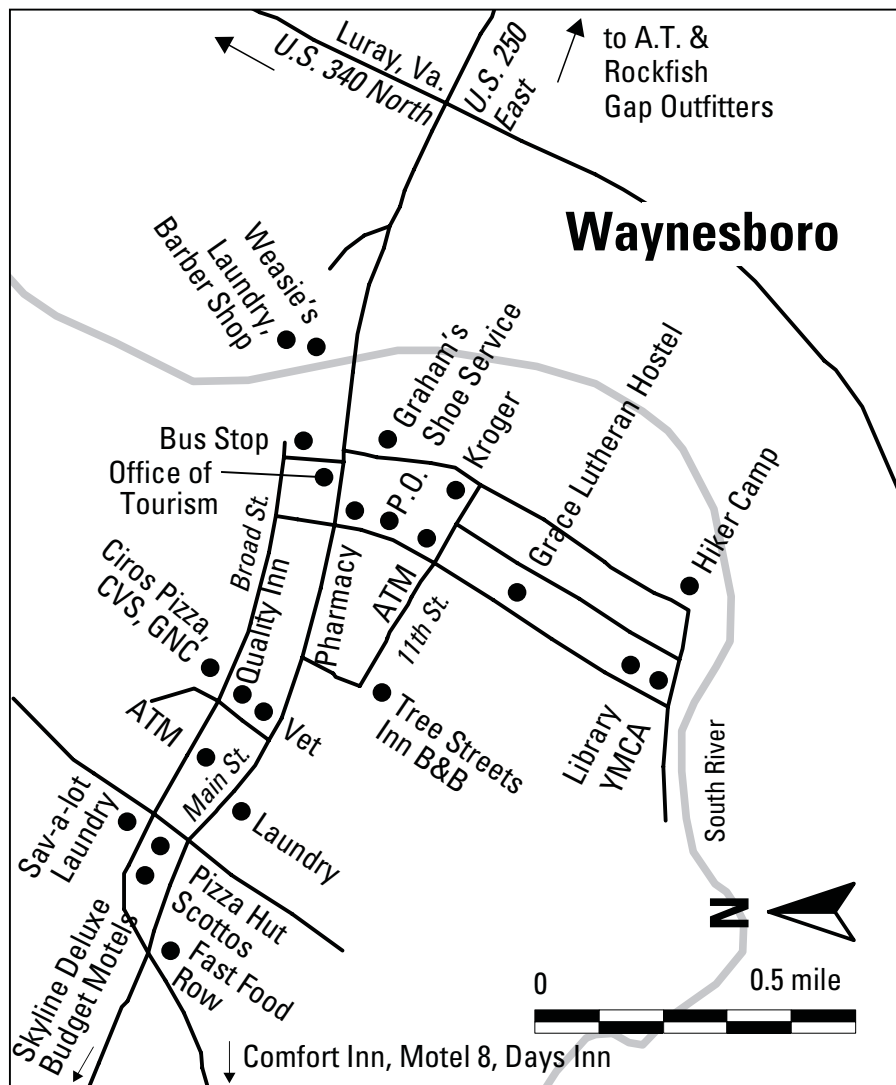 Luray, Va.
U.S. 340 North
U.S. 250
East
to A.T. &
Rockfish
Gap Outfitters
Waynesboro
Weasie's
Laundry,
Barber Shop
Graham's
Shoe Service
Kroger
Grace Lutheran Hostel
Hiker Camp
Bus Stop
Office of
Tourism
P.O.
Broad St.
Ciros Pizza,
CVS, GNC
Quality Inn
Pharmacy
ATM
11th St.
ATM
Vet
Tree Streets
Inn B&B
Library
YMCA
South River
Main St.
Sav-a-lot
Laundry
Laundry
Pizza Hut
Scottos
Fast Food
Row
Skyline Deluxe
Budget Motels
N
0
0.5 mile
Comfort Inn, Motel 8, Days Inn